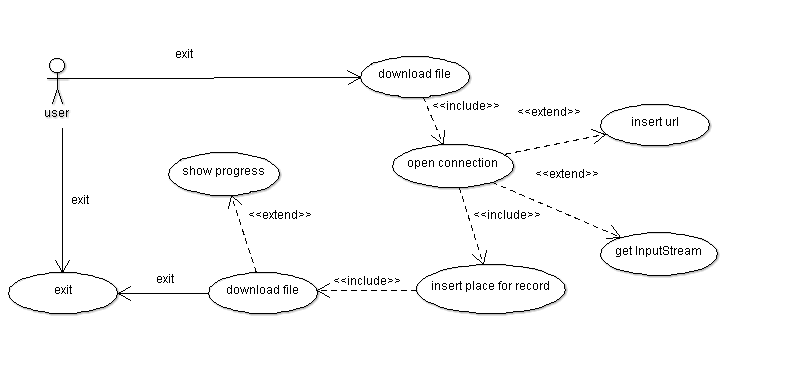 exit
download file
<<include>>
<<extend>>
insert url
user
open connection
show progress
<<extend>>
exit
<<extend>>
<<include>>
get InputStream
exit
<<include>>
exit
download file
insert place for record